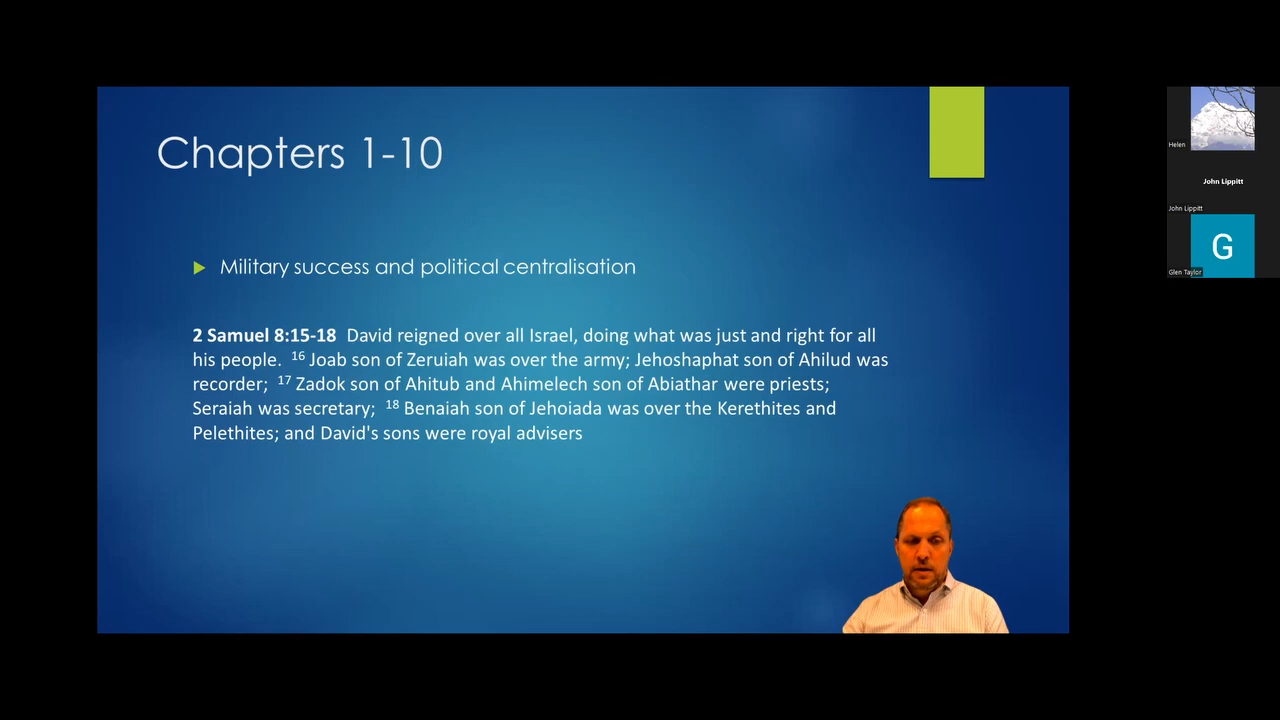 Chapters 1-10
Military success and political centralisation
2 Samuel 8:15-18 David reigned over all Israel, doing what was just and right for all
his people. 16 Joab son of Zeruiah was over the army; Jehoshaphat son of Ahilud was
recorder; 17 Zadok son of Ahitub and Ahimelech son of Abiathar were priests;
Seraiah was secretary; 18 Benaiah son of Jehoiada was over the Kerethites and
Pelethites; and David's sons were royal advisers
Helen
John Lippitt
John Lippitt
G
Glen Taylor